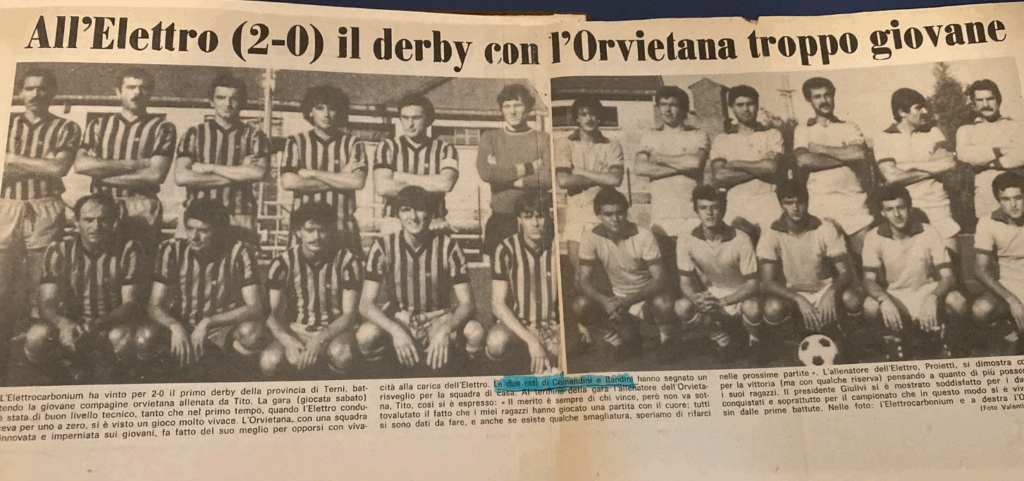 All'Elettro (2-0) il derby con l'Orvietana troppo giovane
L'Elettrocarbonium ha vinto per 2-0 il primo derby della provincia di Terni, bat-
tendo la giovane compagine orvietana allenata da Tito. La gara (giocata sabato)
è stata di buon livello tecnico, tanto che nel primo tempo, quando l'Elettro condu-
ceva per uno a zero, si è visto un gioco molto vivace. L'Orvietana, con una squadra
innovata e imperniata sui giovani, ha fatto del suo meglio per opporsi con viva-
cità alla carica dell'Elettro. Le due reti di Comandini e Bandini hanno segnato un
risveglio per la squadra di casa. Al termine della gara l'allenatore dell'Orvieta-
na, Tito, così si è espresso: « Il merito è sempre di chi vince, però non va sot-
tovalutato il fatto che i miei ragazzi hanno giocato una partita con il cuore; tutti
si sono dati da fare, e anche se esiste qualche smagliatura, speriamo di rifarci
nelle prossime partite ». L'allenatore dell'Elettro, Proietti, si dimostra
per la vittoria (ma con qualche riserva) pensando a quanto di più
i suoi ragazzi. Il presidente Giulivi si è mostrato soddisfatto per i due
conquistati e soprattutto per il campionato che in questo modo si è
sin dalle prime battute. Nelle foto: l'Elettrocarbonium e a destra
(Foto